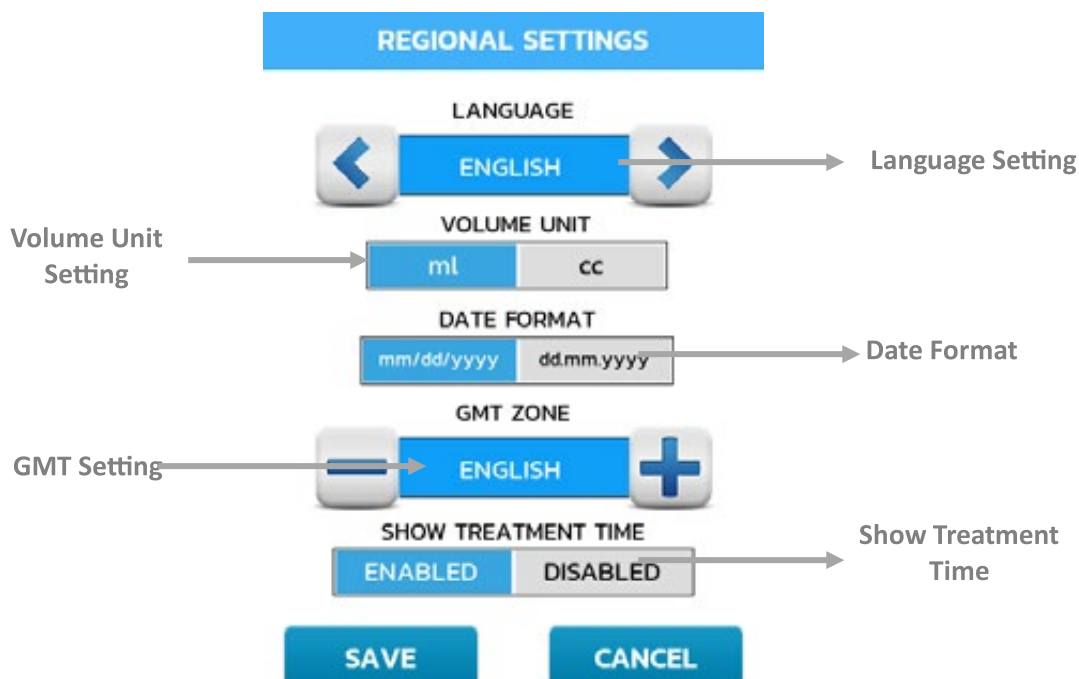 REGIONAL SETTINGS
LANGUAGE
ENGLISH
Language Setting
VOLUME UNIT
Volume Unit
Setting
ml cc
DATE FORMAT
mm/dd/yyyy dd.mm.yyyy
Date Format
GMT ZONE
GMT Setting
ENGLISH
SHOW TREATMENT TIME
ENABLED DISABLED
Show Treatment
Time
SAVE CANCEL